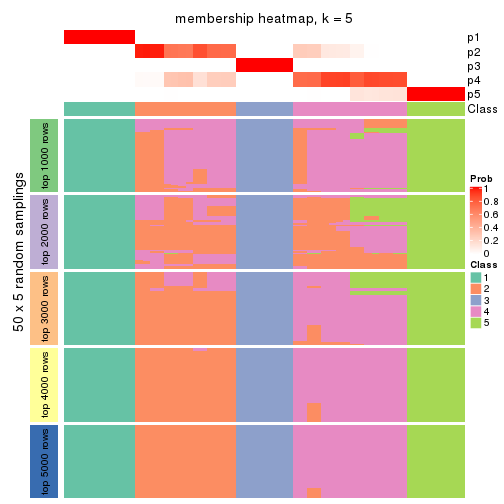 membership heatmap, k = 5
p1
p2
p3
p4
p5
Class
50 x 5 random samplings
top 1000 rows
top 2000 rows
top 3000 rows
top 4000 rows
top 5000 rows
Prob
1
0.8
0.6
0.4
0.2
0
Class
1
2
3
4
5